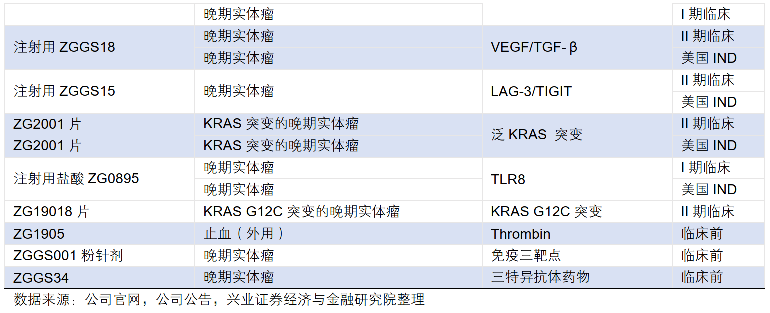 晚期实体瘤 I 期临床
注射用 ZGGS18 晚期实体瘤 VEGF/TGF-β II 期临床
晚期实体瘤 美国 IND
注射用 ZGGS15 晚期实体瘤 LAG-3/TIGIT II 期临床
美国 IND
ZG2001 片 KRAS 突变的晚期实体瘤 泛 KRAS 突变 II 期临床
ZG2001 片 KRAS 突变的晚期实体瘤 美国 IND
注射用盐酸 ZG0895 晚期实体瘤 TLR8 I 期临床
晚期实体瘤 美国 IND
ZG19018 片 KRAS G12C 突变的晚期实体瘤 KRAS G12C 突变 II 期临床
ZG1905 止血（外用） Thrombin 临床前
ZGGS001 粉针剂 晚期实体瘤 免疫三靶点 临床前
ZGGS34 晚期实体瘤 三特异抗体药物 临床前
数据来源：公司官网，公司公告，兴业证券经济与金融研究院整理